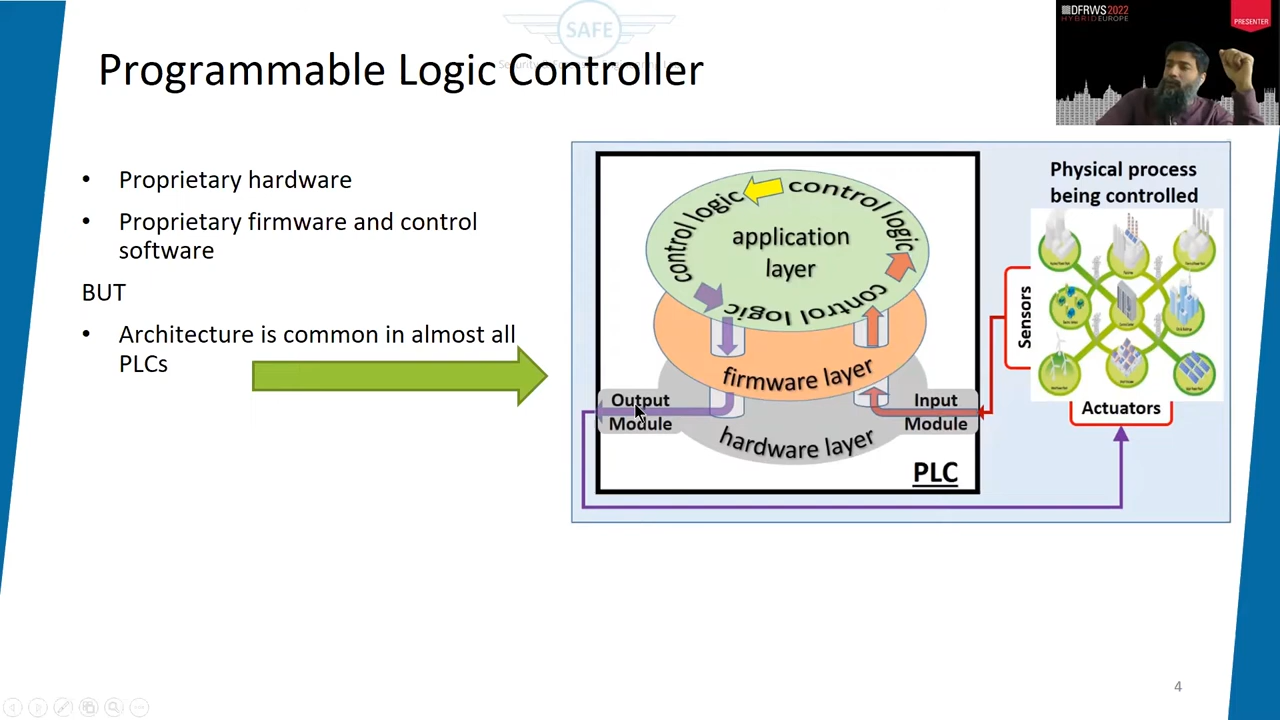 SAFE
Programmable Logic Controller
DFRWS 2022
HYBRID EUROPE
PRESENTER
• Proprietary hardware
• Proprietary firmware and control
software
BUT
• Architecture is common in almost all
PLCs
control logic
control logic
control logic
application
layer
firmware layer
hardware layer
Output
Module
Input
Module
PLC
Physical process
being controlled
Sensors
Actuators
4